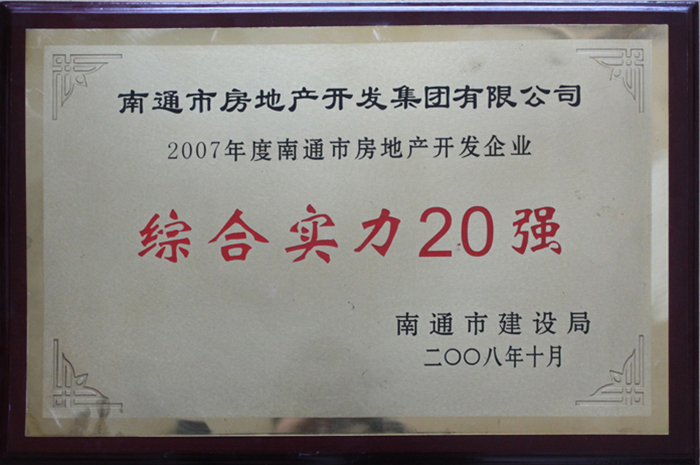 南通市房地产开发集团有限公司
2007年度南通市房地产开发企业
综合实力20强
南通市建设局
二〇〇八年十月